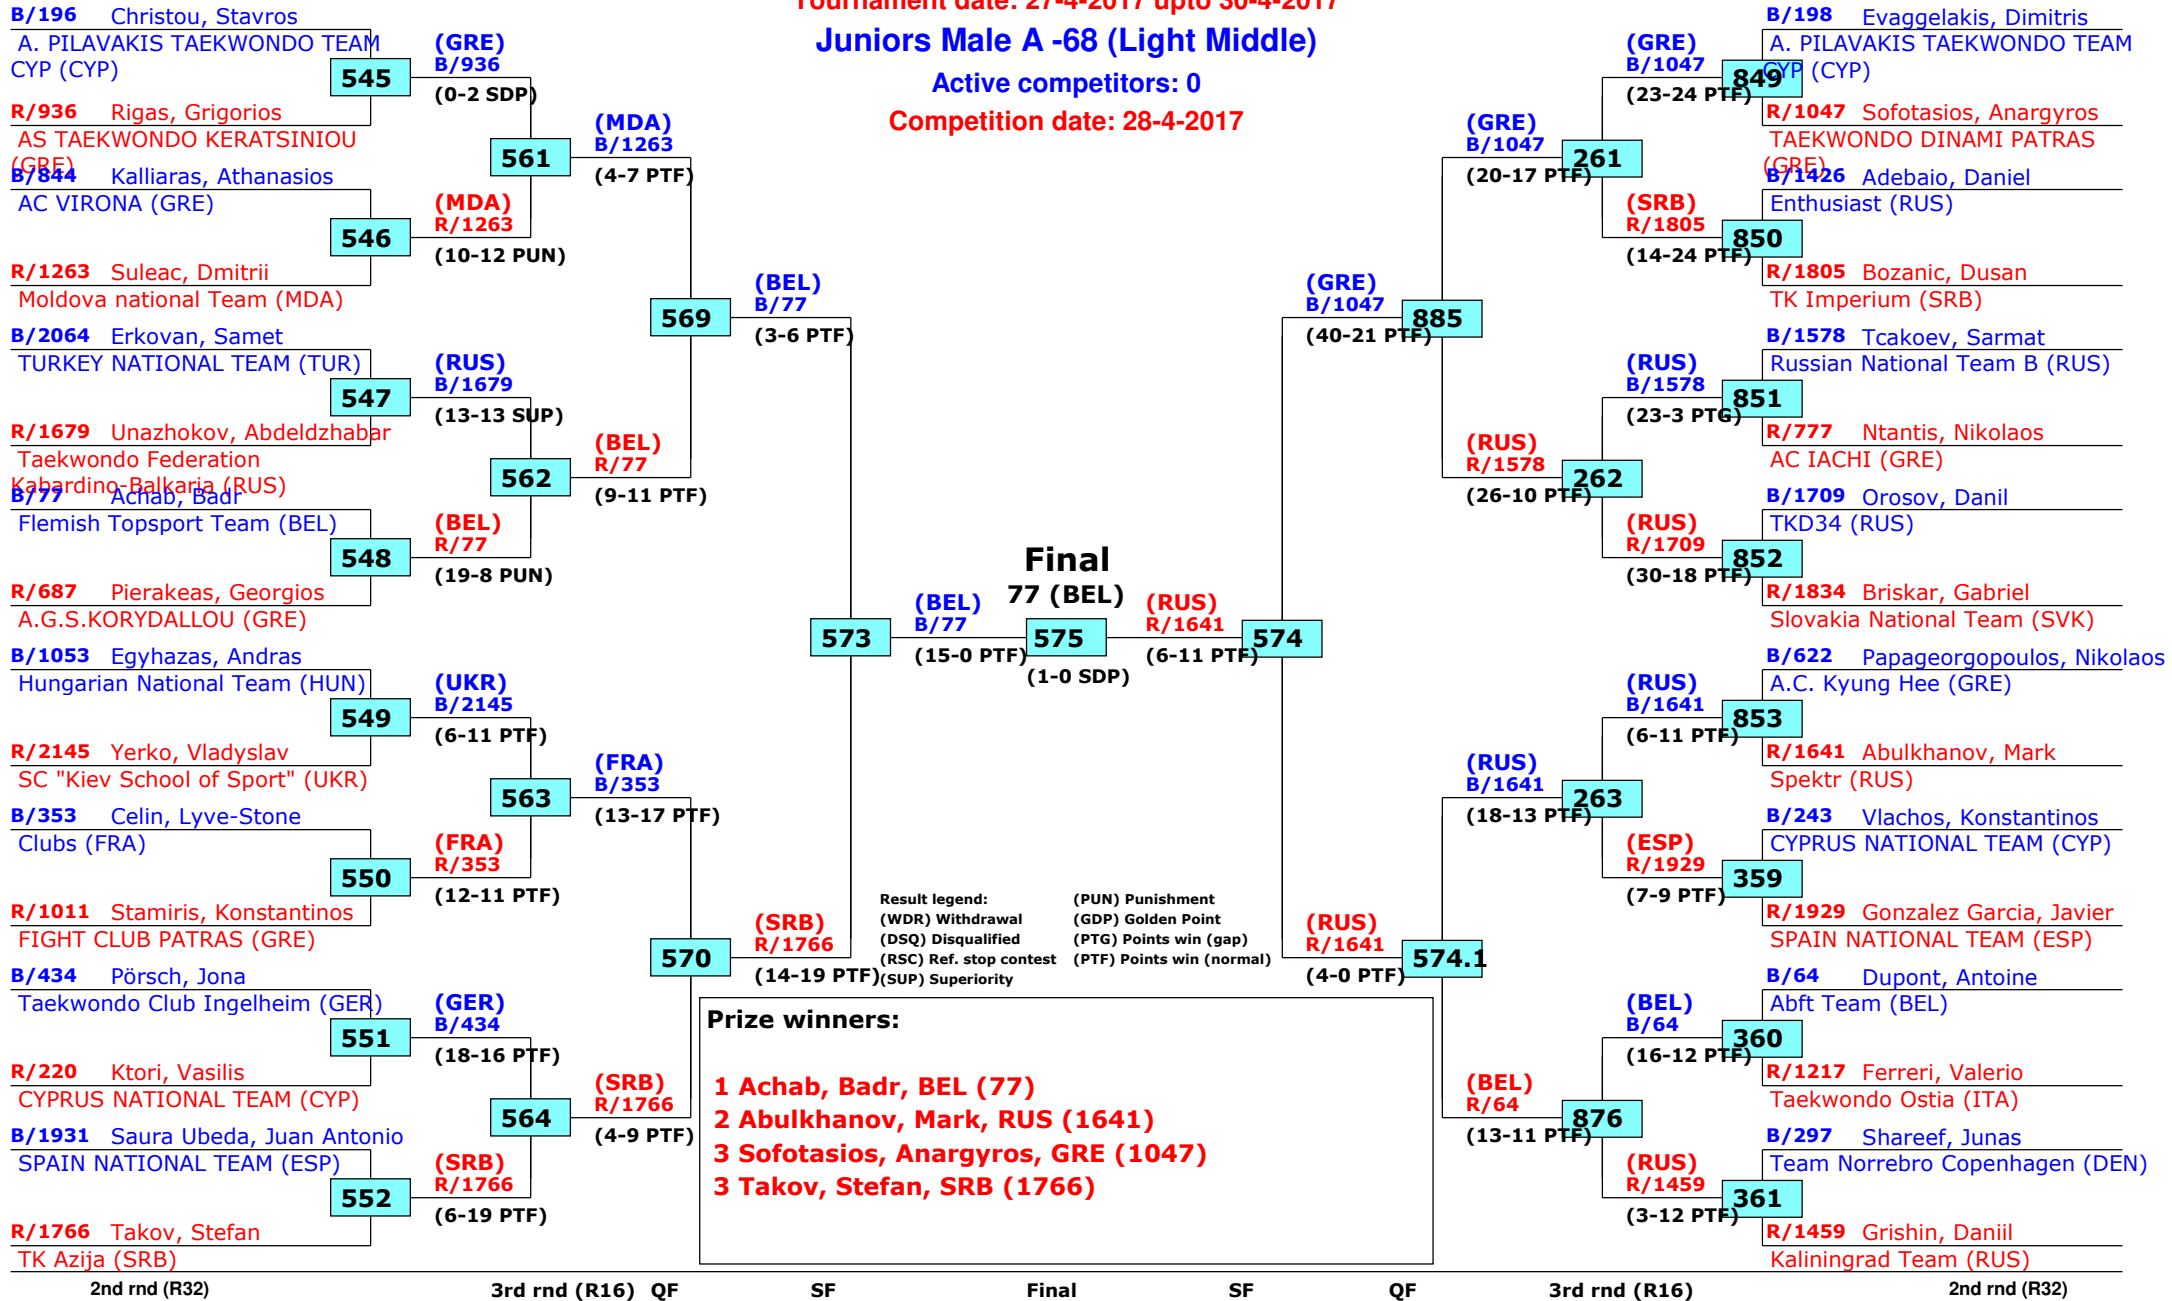 Tournament date: 27-4-2017 upto 30-4-2017
Juniors Male A -68 (Light Middle)
Active competitors: 0
Competition date: 28-4-2017
B/196 Christou, Stavros
A. PILAVAKIS TAEKWONDO TEAM
CYP (CYP)
545
R/936 Rigas, Grigorios
AS TAEKWONDO KERATSINIOU
(GRE)
B/844 Kalliaras, Athanasios
AC VIRONA (GRE)
546
R/1263 Suleac, Dmitrii
Moldova national Team (MDA)
B/2064 Erkovan, Samet
TURKEY NATIONAL TEAM (TUR)
547
R/1679 Unazhokov, Abdeldzhabar
Taekwondo Federation
Kabardino-Balkaria (RUS)
B/77 Achab, Badr
Flemish Topsport Team (BEL)
548
R/687 Pierakeas, Georgios
A.G.S.KORYDALLOU (GRE)
B/1053 Egyhazas, Andras
Hungarian National Team (HUN)
549
R/2145 Yerko, Vladyslav
SC "Kiev School of Sport" (UKR)
B/353 Celin, Lyve-Stone
Clubs (FRA)
550
R/1011 Stamiris, Konstantinos
FIGHT CLUB PATRAS (GRE)
B/434 Pörsch, Jona
Taekwondo Club Ingelheim (GER)
551
R/220 Ktori, Vasilis
CYPRUS NATIONAL TEAM (CYP)
B/1931 Saura Ubeda, Juan Antonio
SPAIN NATIONAL TEAM (ESP)
552
R/1766 Takov, Stefan
TK Azija (SRB)
(GRE)
B/936
(0-2 SDP)
561
(MDA)
R/1263
(10-12 PUN)
(RUS)
B/1679
(13-13 SUP)
562
(BEL)
R/77
(19-8 PUN)
(UKR)
B/2145
(6-11 PTF)
563
(FRA)
R/353
(12-11 PTF)
(GER)
B/434
(18-16 PTF)
564
(SRB)
R/1766
(6-19 PTF)
(MDA)
B/1263
(4-7 PTF)
569
(BEL)
R/77
(9-11 PTF)
(FRA)
B/353
(13-17 PTF)
570
(SRB)
R/1766
(4-9 PTF)
(BEL)
B/77
(3-6 PTF)
573
(SRB)
R/1766
(14-19 PTF)
(BEL)
B/77
(15-0 PTF)
Final
77 (BEL)
575
(1-0 SDP)
(RUS)
R/1641
(6-11 PTF)
574
(GRE)
B/1047
(40-21 PTF)
885
(RUS)
R/1641
(4-0 PTF)
574.1
(GRE)
B/1047
(20-17 PTF)
261
(RUS)
R/1578
(26-10 PTF)
262
(RUS)
B/1641
(18-13 PTF)
263
(BEL)
R/64
(13-11 PTF)
876
(GRE)
B/1047
(23-24 PTF)
(SRB)
R/1805
(14-24 PTF)
(RUS)
B/1578
(23-3 PTG)
(RUS)
R/1709
(30-18 PTF)
(RUS)
B/1641
(6-11 PTF)
(ESP)
R/1929
(7-9 PTF)
(BEL)
B/64
(16-12 PTF)
(RUS)
R/1459
(3-12 PTF)
B/198 Evaggelakis, Dimitris
A. PILAVAKIS TAEKWONDO TEAM
CYP (CYP)
849
R/1047 Sofotasios, Anargyros
TAEKWONDO DINAMI PATRAS
(GRE)
B/1426 Adebaio, Daniel
Enthusiast (RUS)
850
R/1805 Bozanic, Dusan
TK Imperium (SRB)
B/1578 Tcakoev, Sarmat
Russian National Team B (RUS)
851
R/777 Ntantis, Nikolaos
AC IACHI (GRE)
B/1709 Orosov, Danil
TKD34 (RUS)
852
R/1834 Briskar, Gabriel
Slovakia National Team (SVK)
B/622 Papageorgopoulos, Nikolaos
A.C. Kyung Hee (GRE)
853
R/1641 Abulkhanov, Mark
Spektr (RUS)
B/243 Vlachos, Konstantinos
CYPRUS NATIONAL TEAM (CYP)
359
R/1929 Gonzalez Garcia, Javier
SPAIN NATIONAL TEAM (ESP)
B/64 Dupont, Antoine
Abft Team (BEL)
360
R/1217 Ferreri, Valerio
Taekwondo Ostia (ITA)
B/297 Shareef, Junas
Team Norrebro Copenhagen (DEN)
361
R/1459 Grishin, Daniil
Kaliningrad Team (RUS)
Result legend: (PUN) Punishment
(WDR) Withdrawal (GDP) Golden Point
(DSQ) Disqualified (PTG) Points win (gap)
(RSC) Ref. stop contest (PTF) Points win (normal)
(SUP) Superiority
Prize winners:
1 Achab, Badr, BEL (77)
2 Abulkhanov, Mark, RUS (1641)
3 Sofotasios, Anargyros, GRE (1047)
3 Takov, Stefan, SRB (1766)
2nd rnd (R32) 3rd rnd (R16) QF SF Final SF QF 3rd rnd (R16) 2nd rnd (R32)